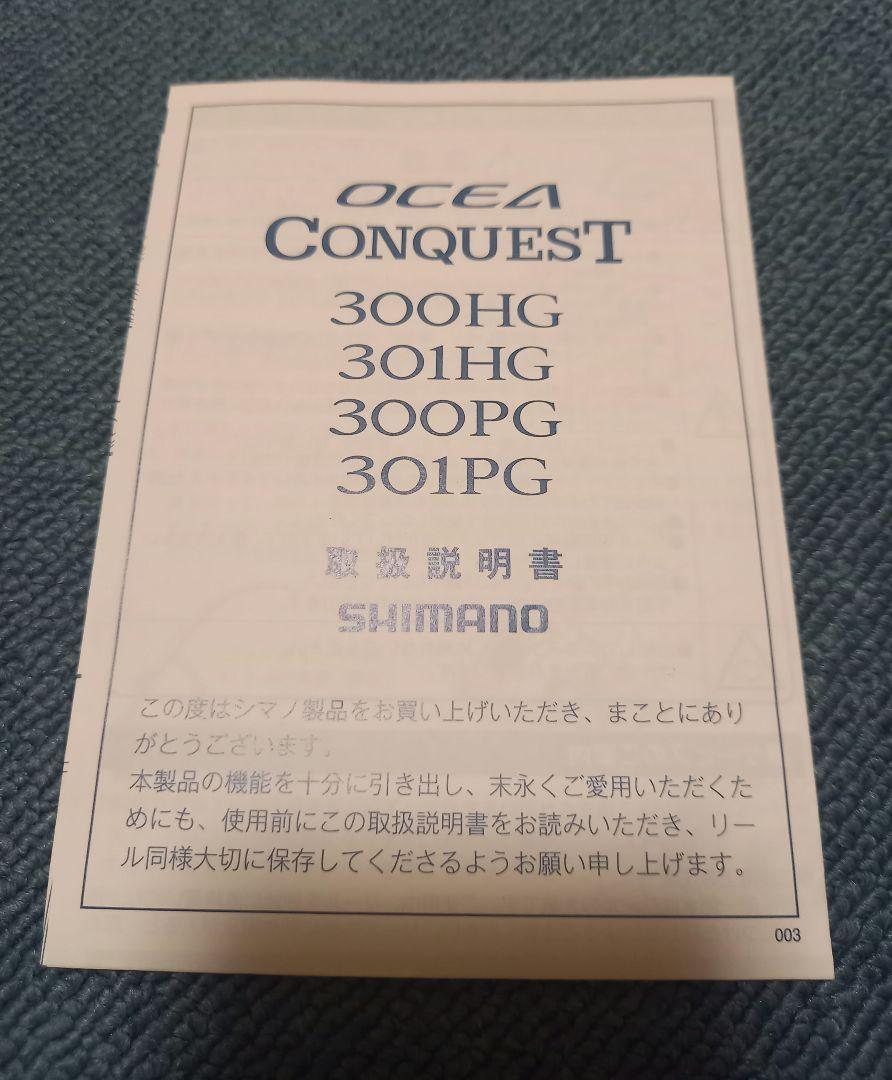 OCEA
CONQUEST
300HG
301HG
300PG
301PG
取扱説明書
SHIMANO
この度はシマノ製品をお買い上げいただき、まことにあり
がとうございます。
本製品の機能を十分に引き出し、末永くご愛用いただくた
めにも、使用前にこの取扱説明書をお読みいただき、リー
ル同様大切に保存してくださるようお願い申し上げます。
003